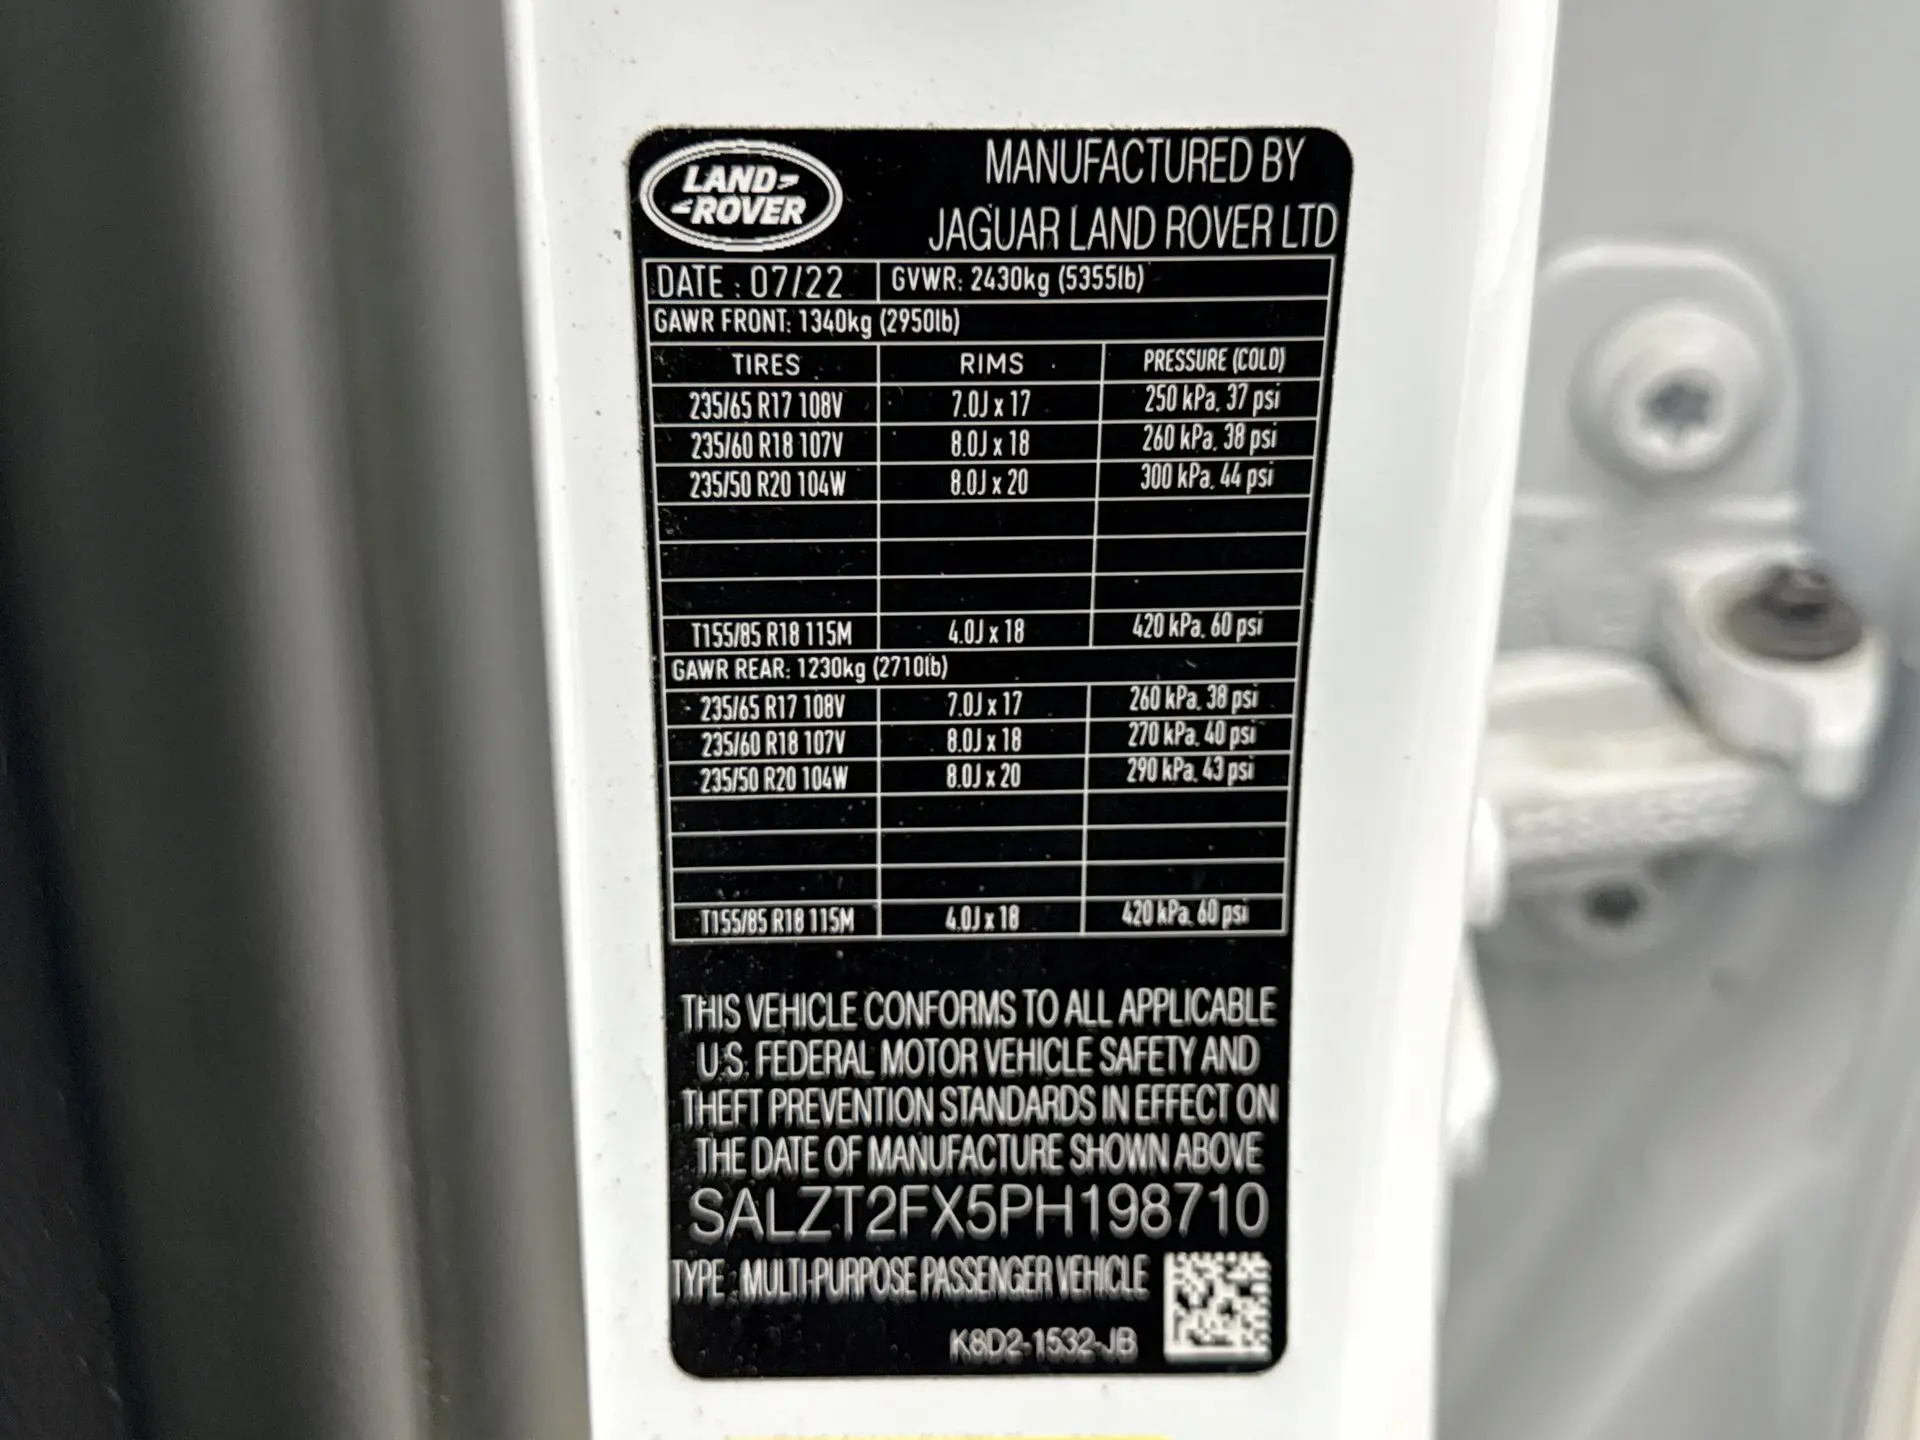 LAND-
-ROVER
MANUFACTURED BY
JAGUAR LAND ROVER LTD
DATE : 07/22 GVWR: 2430kg (5355lb)
GAWR FRONT: 1340kg (2950lb)
TIRES RIMS PRESSURE (COLD)
235/65 R17 108V 7.0J x 17 250 kPa, 37 psi
235/60 R18 107V 8.0J x 18 260 kPa, 38 psi
235/50 R20 104W 8.0J x 20 300 kPa, 44 psi
T155/85 R18 115M 4.0J x 18 420 kPa, 60 psi
GAWR REAR: 1230kg (2710lb)
235/65 R17 108V 7.0J x 17 260 kPa, 38 psi
235/60 R18 107V 8.0J x 18 270 kPa, 40 psi
235/50 R20 104W 8.0J x 20 290 kPa, 43 psi
T155/85 R18 115M 4.0J x 18 420 kPa, 60 psi
THIS VEHICLE CONFORMS TO ALL APPLICABLE
U.S. FEDERAL MOTOR VEHICLE SAFETY AND
THEFT PREVENTION STANDARDS IN EFFECT ON
THE DATE OF MANUFACTURE SHOWN ABOVE
SALZT2FX5PH198710
TYPE : MULTI-PURPOSE PASSENGER VEHICLE
K8D2-1532-JB